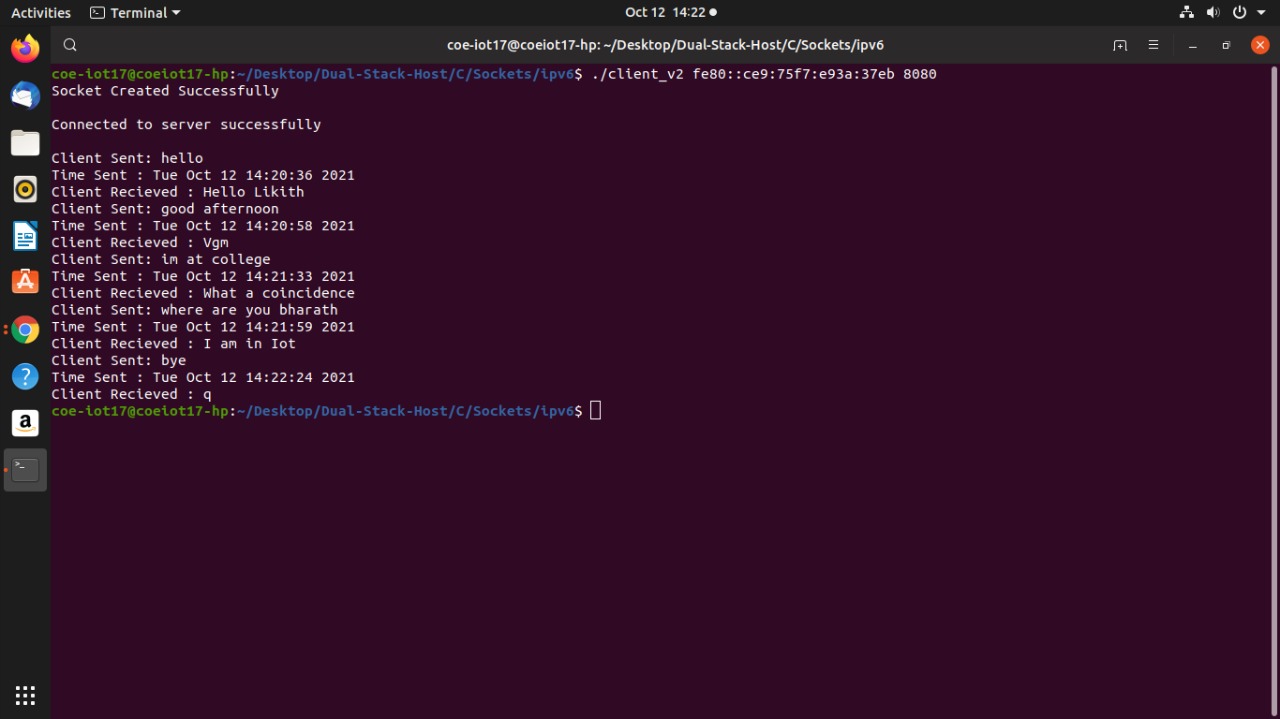 Activities Terminal Oct 12 14:22
coe-iot17@coeiot17-hp: ~/Desktop/Dual-Stack-Host/C/Sockets/ipv6
coe-iot17@coeiot17-hp:~/Desktop/Dual-Stack-Host/C/Sockets/ipv6$ ./client_v2 fe80::ce9:75f7:e93a:37eb 8080
Socket Created Successfully
Connected to server successfully
Client Sent: hello
Time Sent : Tue Oct 12 14:20:36 2021
Client Recieved : Hello Likith
Client Sent: good afternoon
Time Sent : Tue Oct 12 14:20:58 2021
Client Recieved : Vgm
Client Sent: im at college
Time Sent : Tue Oct 12 14:21:33 2021
Client Recieved : What a coincidence
Client Sent: where are you bharath
Time Sent : Tue Oct 12 14:21:59 2021
Client Recieved : I am in Iot
Client Sent: bye
Time Sent : Tue Oct 12 14:22:24 2021
Client Recieved : q
coe-iot17@coeiot17-hp:~/Desktop/Dual-Stack-Host/C/Sockets/ipv6$